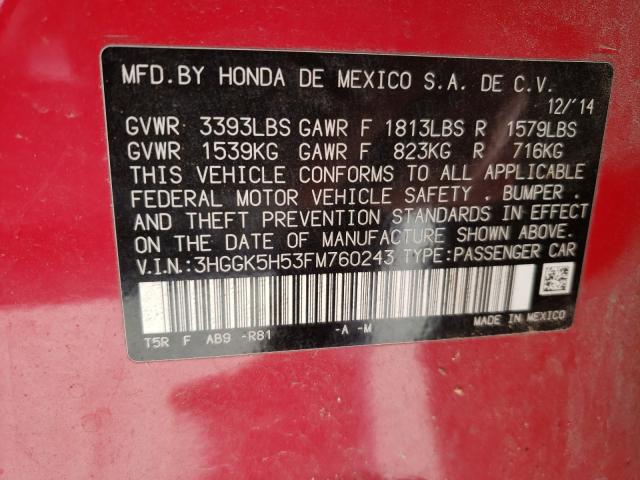 MFD.BY HONDA DE MEXICO S.A. DE C.V.
12/'14
GVWR 3393LBS GAWR F 1813LBS R 1579LBS
GVWR 1539KG GAWR F 823KG R 716KG
THIS VEHICLE CONFORMS TO ALL APPLICABLE
FEDERAL MOTOR VEHICLE SAFETY . BUMPER .
AND THEFT PREVENTION STANDARDS IN EFFECT
ON THE DATE OF MANUFACTURE SHOWN ABOVE.
V.I.N.:3HGGK5H53FM760243 TYPE:PASSENGER CAR
T5R F AB9 -R81 -A -M
MADE IN MEXICO